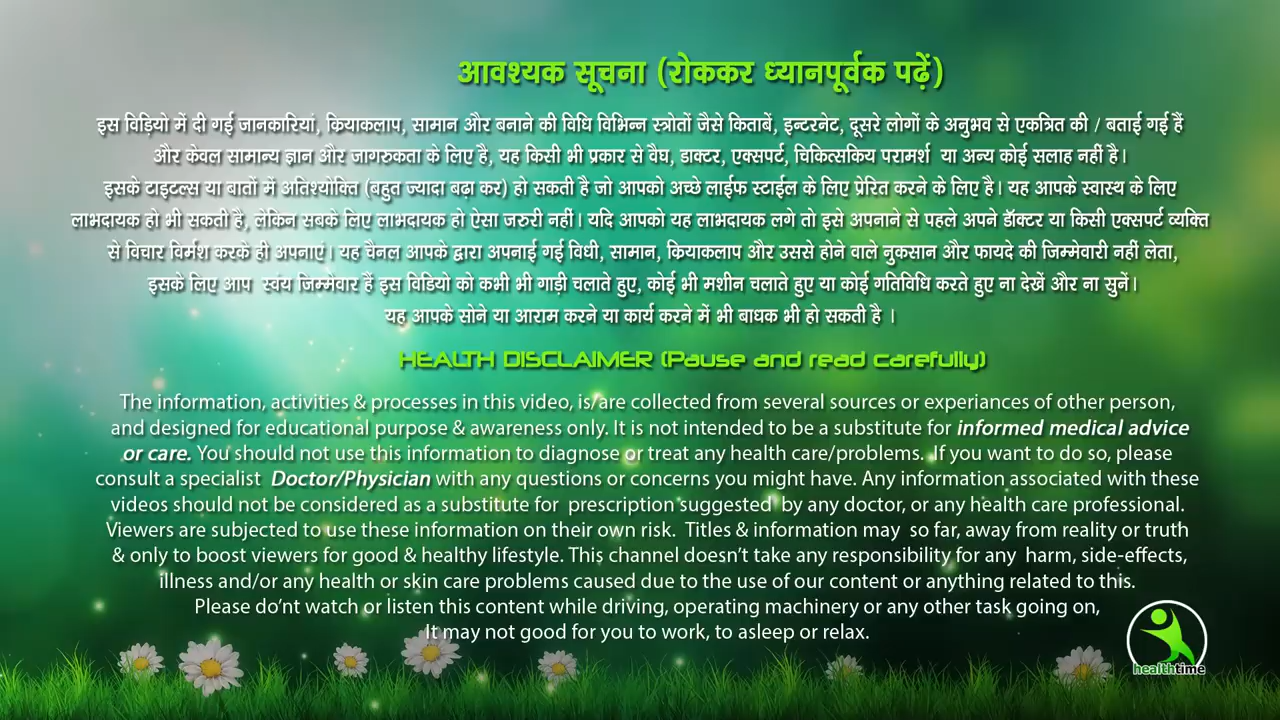 आवश्यक सूचना (रोककर ध्यानपूर्वक पढ़ें)
इस विड़ियो में दी गई जानकारियां, क्रियाकलाप, सामान और बनाने की विधि विभिन्न स्त्रोतों जैसे किताबें, इन्टरनेट, दूसरे लोगों के अनुभव से एकत्रित की / बताई गई हैं
और केवल सामान्य ज्ञान और जागरुकता के लिए है, यह किसी भी प्रकार से वैघ, डाक्टर, एक्सपर्ट, चिकित्सकिय परामर्श या अन्य कोई सलाह नहीं है।
इसके टाइटल्स या बातों में अतिश्योक्ति (बहुत ज्यादा बढ़ा कर) हो सकती है जो आपको अच्छे लाईफ स्टाईल के लिए प्रेरित करने के लिए है। यह आपके स्वास्थ के लिए
लाभदायक हो भी सकती है, लेकिन सबके लिए लाभदायक हो ऐसा जरुरी नहीं। यदि आपको यह लाभदायक लगे तो इसे अपनाने से पहले अपने डॉक्टर या किसी एक्सपर्ट व्यक्ति
से विचार विर्मश करके ही अपनाएं। यह चैनल आपके द्वारा अपनाई गई विधी, सामान, क्रियाकलाप और उससे होने वाले नुकसान और फायदे की जिम्मेवारी नहीं लेता,
इसके लिए आप स्वंय जिम्मेवार हैं इस विडियो को कभी भी गाड़ी चलाते हुए, कोई भी मशीन चलाते हुए या कोई गतिविधि करते हुए ना देखें और ना सुनें।
यह आपके सोने या आराम करने या कार्य करने में भी बाधक भी हो सकती है ।
HEALTH DISCLAIMER (Pause and read carefully)
The information, activities & processes in this video, is/are collected from several sources or experiances of other person,
and designed for educational purpose & awareness only. It is not intended to be a substitute for informed medical advice
or care. You should not use this information to diagnose or treat any health care/problems. If you want to do so, please
consult a specialist Doctor/Physician with any questions or concerns you might have. Any information associated with these
videos should not be considered as a substitute for prescription suggested by any doctor, or any health care professional.
Viewers are subjected to use these information on their own risk. Titles & information may so far, away from reality or truth
& only to boost viewers for good & healthy lifestyle. This channel doesn't take any responsibility for any harm, side-effects,
illness and/or any health or skin care problems caused due to the use of our content or anything related to this.
Please do'nt watch or listen this content while driving, operating machinery or any other task going on,
It may not good for you to work, to asleep or relax.
healthtime